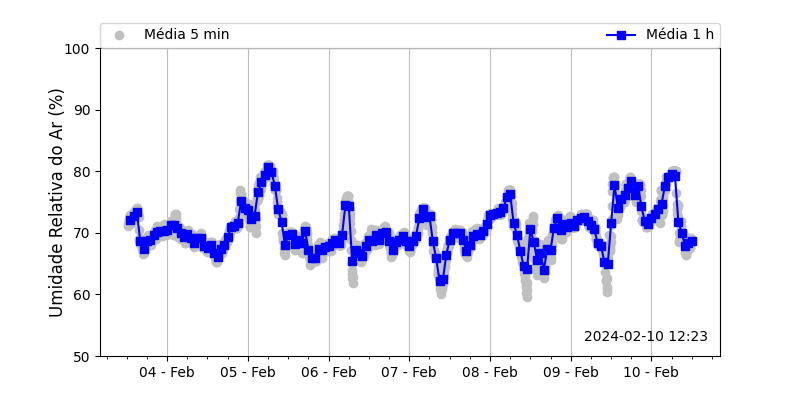 Média 5 min
Média 1 h
Umidade Relativa do Ar (%)
100
90
80
70
60
50
2024-02-10 12:23
04 - Feb
05 - Feb
06 - Feb
07 - Feb
08 - Feb
09 - Feb
10 - Feb